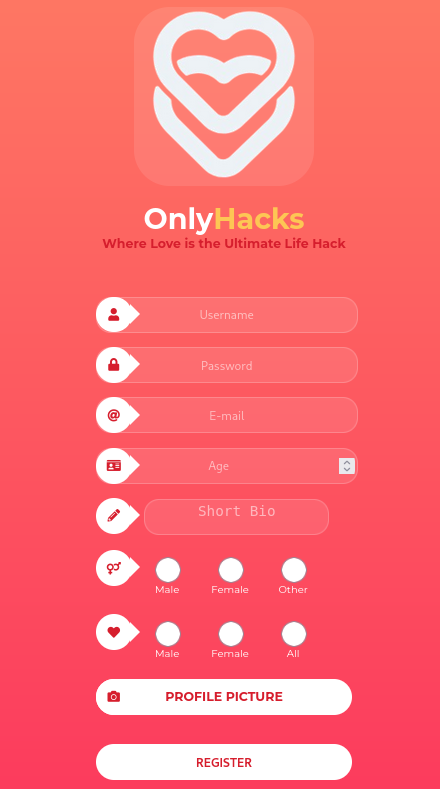 OnlyHacks
Where Love is the Ultimate Life Hack
Username
Password
E-mail
Age
Short Bio
Male Female Other
Male Female All
PROFILE PICTURE
REGISTER